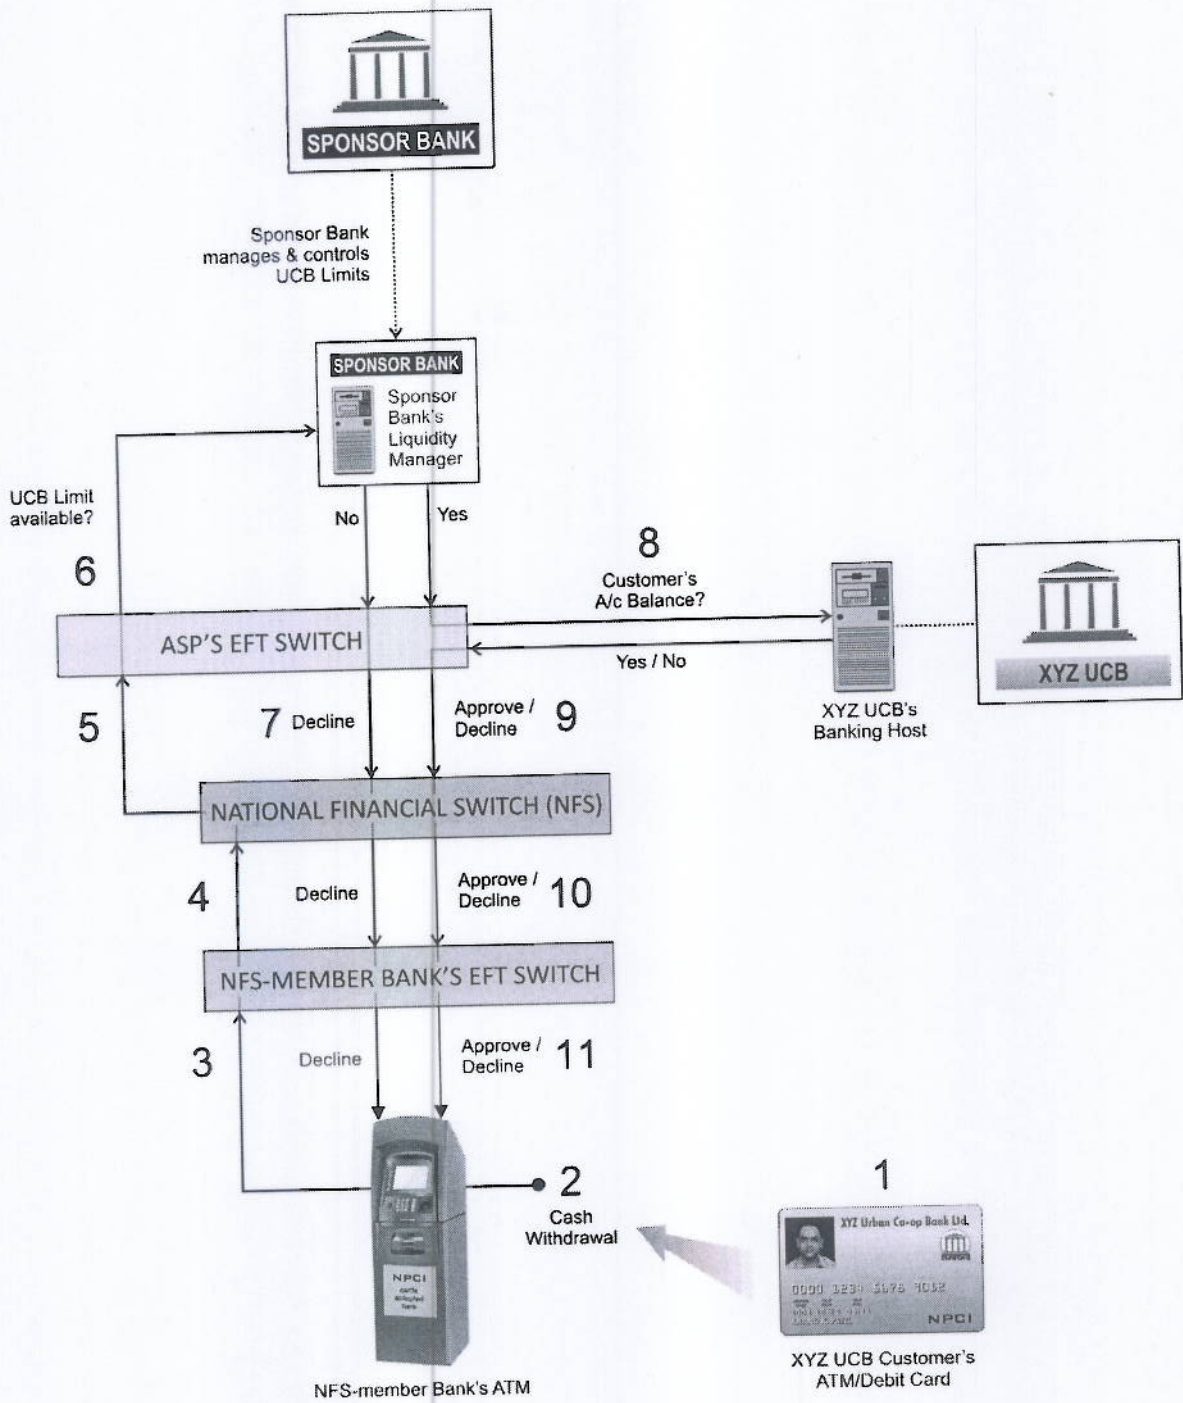 SPONSOR BANK
Sponsor Bank
manages & controls
UCB Limits
SPONSOR BANK
Sponsor
Bank's
Liquidity
Manager
UCB Limit
available?
No
Yes
6
8
Customer's
A/c Balance?
ASP'S EFT SWITCH
Yes / No
XYZ UCB
XYZ UCB's
Banking Host
5
7 Decline
Approve /
Decline
9
NATIONAL FINANCIAL SWITCH (NFS)
4
Decline
Approve /
Decline
10
NFS-MEMBER BANK'S EFT SWITCH
3
Decline
Approve /
Decline
11
2
Cash
Withdrawal
1
XYZ Urban Co-op Bank Ltd.
NPCI
NPCI
NFS-member Bank's ATM
XYZ UCB Customer's
ATM/Debit Card